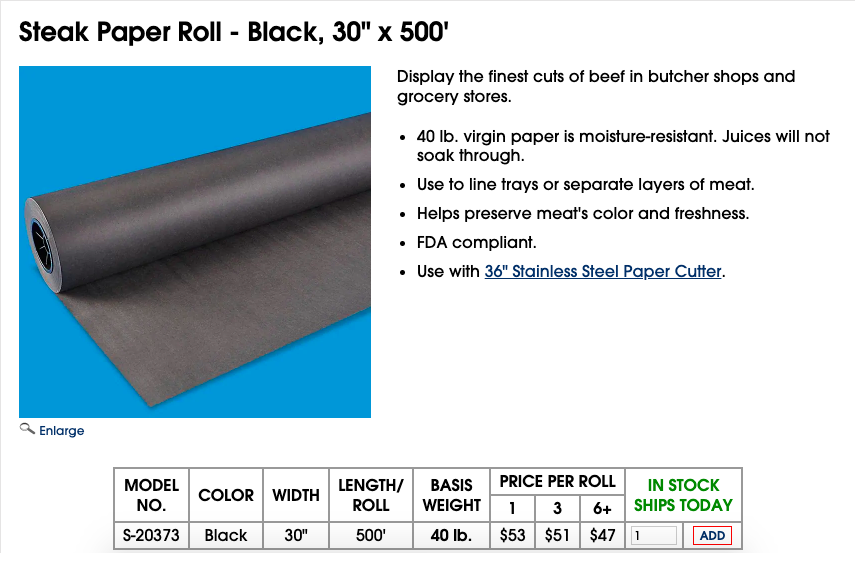 Steak Paper Roll - Black, 30" x 500'
Display the finest cuts of beef in butcher shops and
grocery stores.
• 40 lb. virgin paper is moisture-resistant. Juices will not
soak through.
• Use to line trays or separate layers of meat.
• Helps preserve meat's color and freshness.
• FDA compliant.
• Use with 36" Stainless Steel Paper Cutter.
Enlarge
MODEL NO. COLOR WIDTH LENGTH/ROLL BASIS WEIGHT PRICE PER ROLL IN STOCK SHIPS TODAY
1 3 6+
S-20373 Black 30" 500' 40 lb. $53 $51 $47 1 ADD